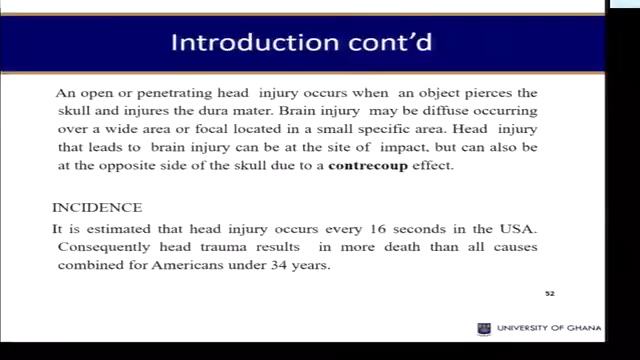 Introduction cont'd
An open or penetrating head injury occurs when an object pierces the
skull and injures the dura mater. Brain injury may be diffuse occurring
over a wide area or focal located in a small specific area. Head injury
that leads to brain injury can be at the site of impact, but can also be
at the opposite side of the skull due to a contrecoup effect.
INCIDENCE
It is estimated that head injury occurs every 16 seconds in the USA.
Consequently head trauma results in more death than all causes
combined for Americans under 34 years.
52
UNIVERSITY OF GHANA